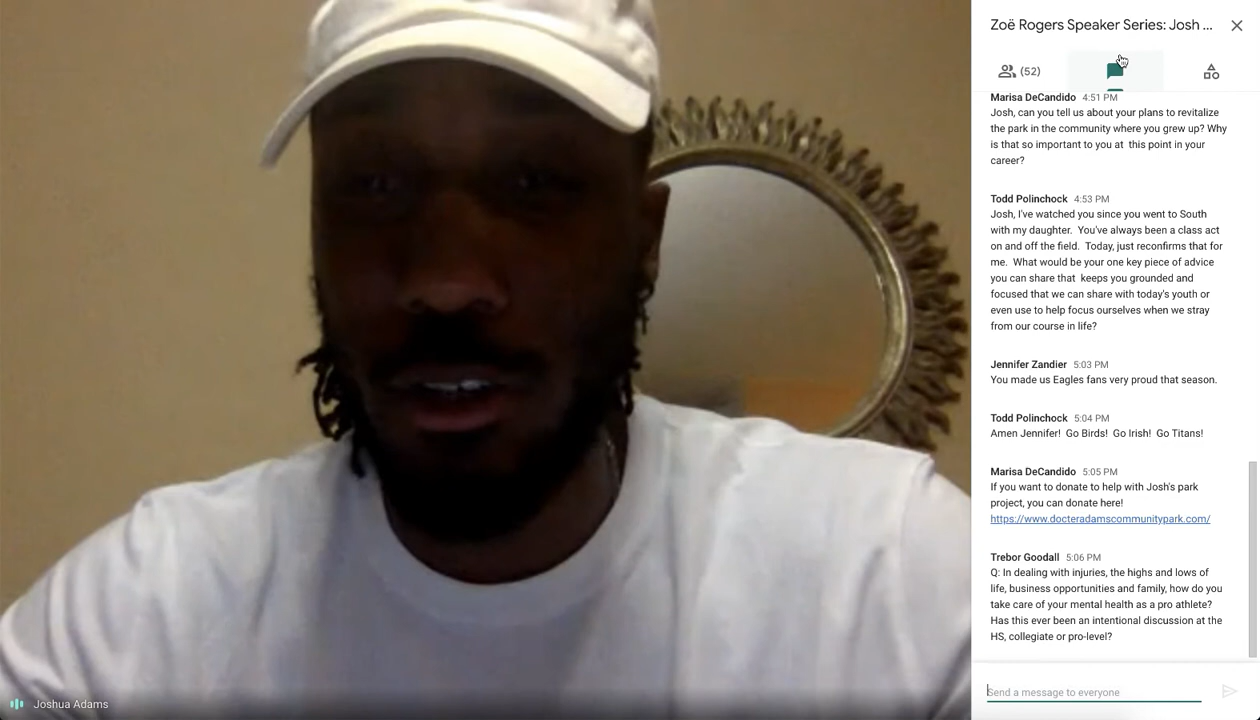 Zoë Rogers Speaker Series: Josh ...
(52)
Marisa DeCandido 4:51 PM
Josh, can you tell us about your plans to revitalize
the park in the community where you grew up? Why
is that so important to you at this point in your
career?
Todd Polinchock 4:53 PM
Josh, I've watched you since you went to South
with my daughter. You've always been a class act
on and off the field. Today, just reconfirms that for
me. What would be your one key piece of advice
you can share that keeps you grounded and
focused that we can share with today's youth or
even use to help focus ourselves when we stray
from our course in life?
Jennifer Zandier 5:03 PM
You made us Eagles fans very proud that season.
Todd Polinchock 5:04 PM
Amen Jennifer! Go Birds! Go Irish! Go Titans!
Marisa DeCandido 5:05 PM
If you want to donate to help with Josh's park
project, you can donate here!
https://www.docteradamscommunitypark.com/
Trebor Goodall 5:06 PM
Q: In dealing with injuries, the highs and lows of
life, business opportunities and family, how do you
take care of your mental health as a pro athlete?
Has this ever been an intentional discussion at the
HS, collegiate or pro-level?
Send a message to everyone
Joshua Adams